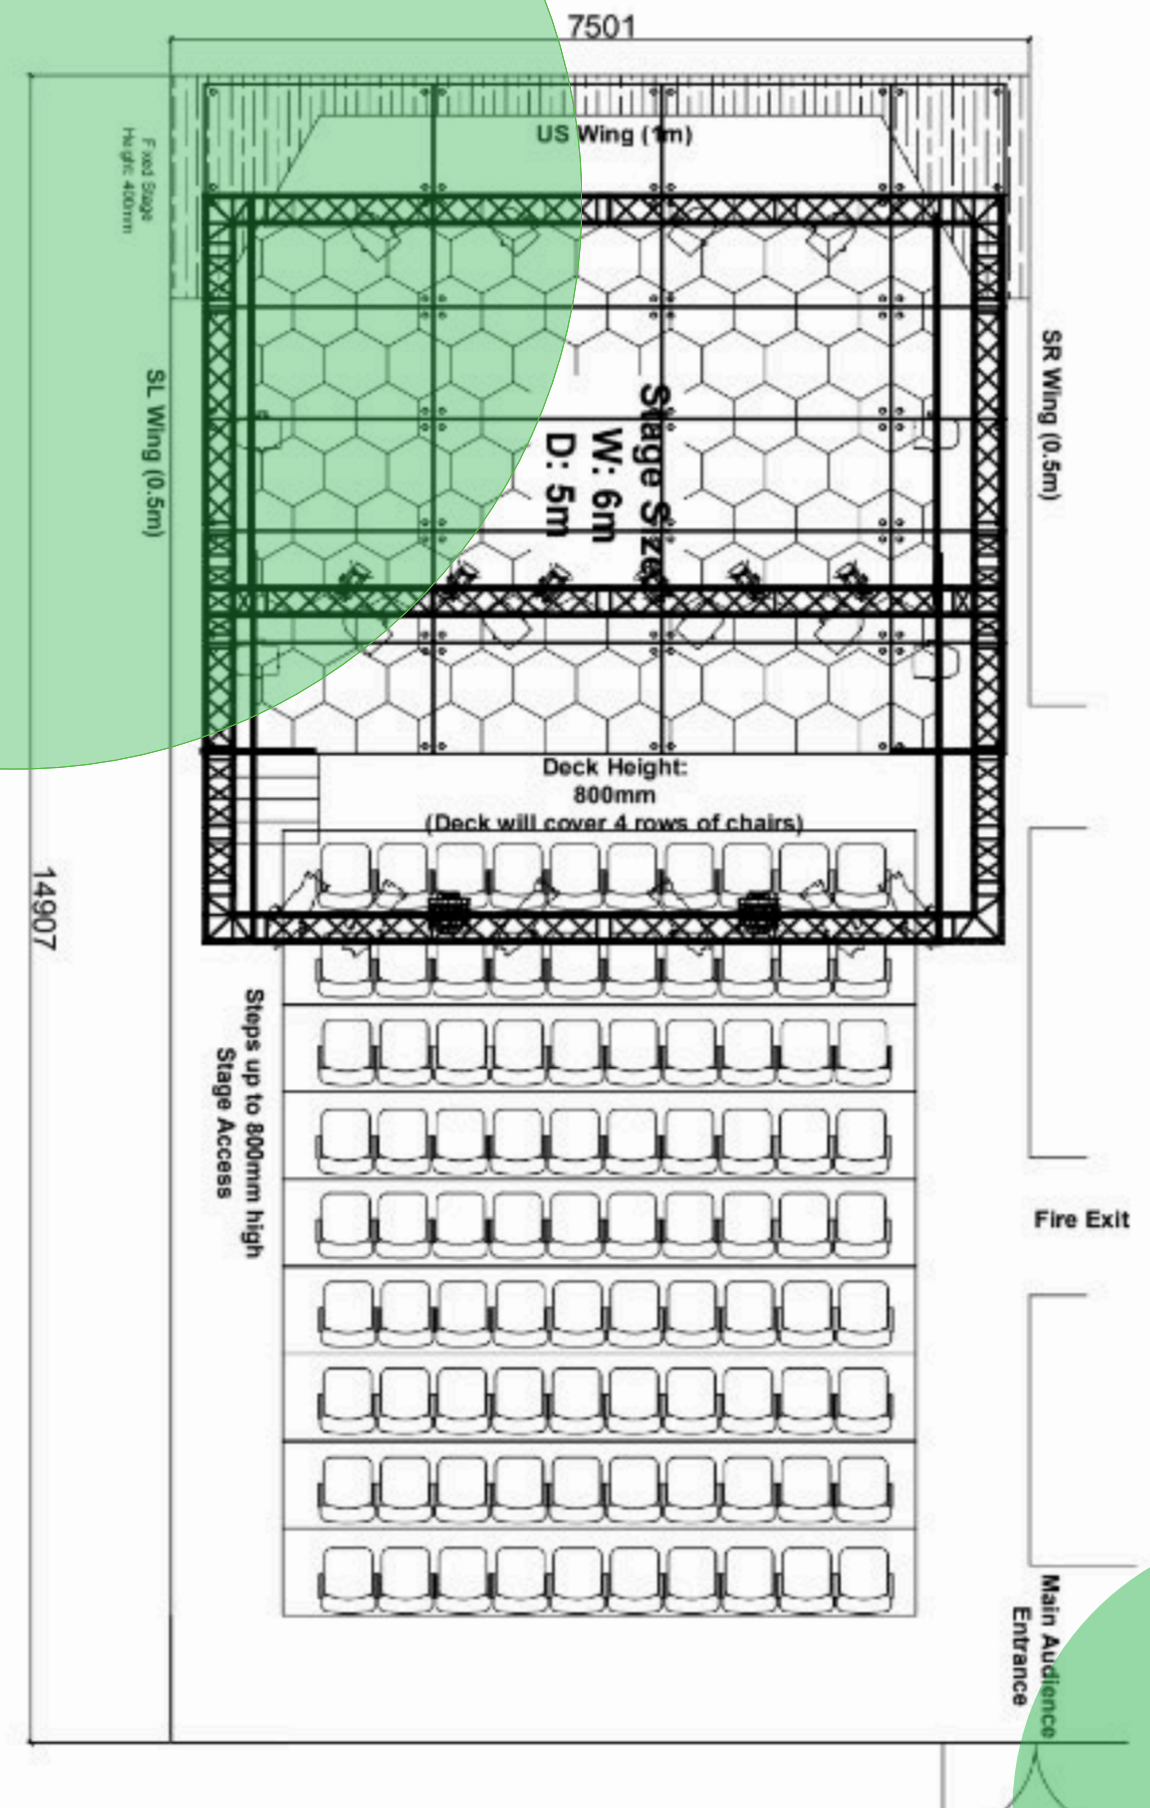 7501
US Wing (1m)
Fixed Stage
Height: 400mm
SL Wing (0.5m)
SR Wing (0.5m)
Stage Size
W: 6m
D: 5m
Deck Height:
800mm
(Deck will cover 4 rows of chairs)
14907
Steps up to 800mm high
Stage Access
Fire Exit
Main Audience
Entrance